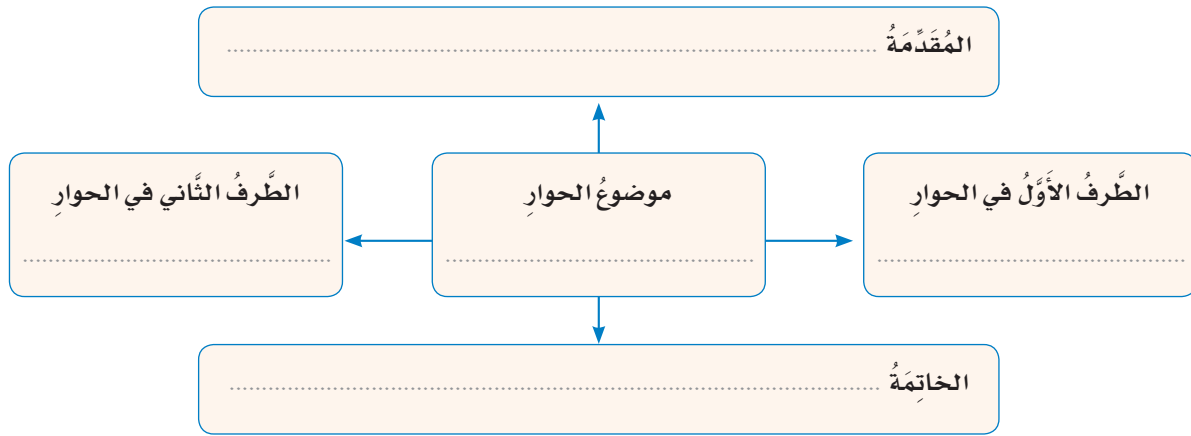 المُقَدِّمَةُ ........................................................................
الطَّرفُ الأَوَّلُ في الحوارِ
................................................
موضوعُ الحوارِ
................................................
الطَّرفُ الثَّاني في الحوارِ
................................................
الخاتِمَةُ ........................................................................